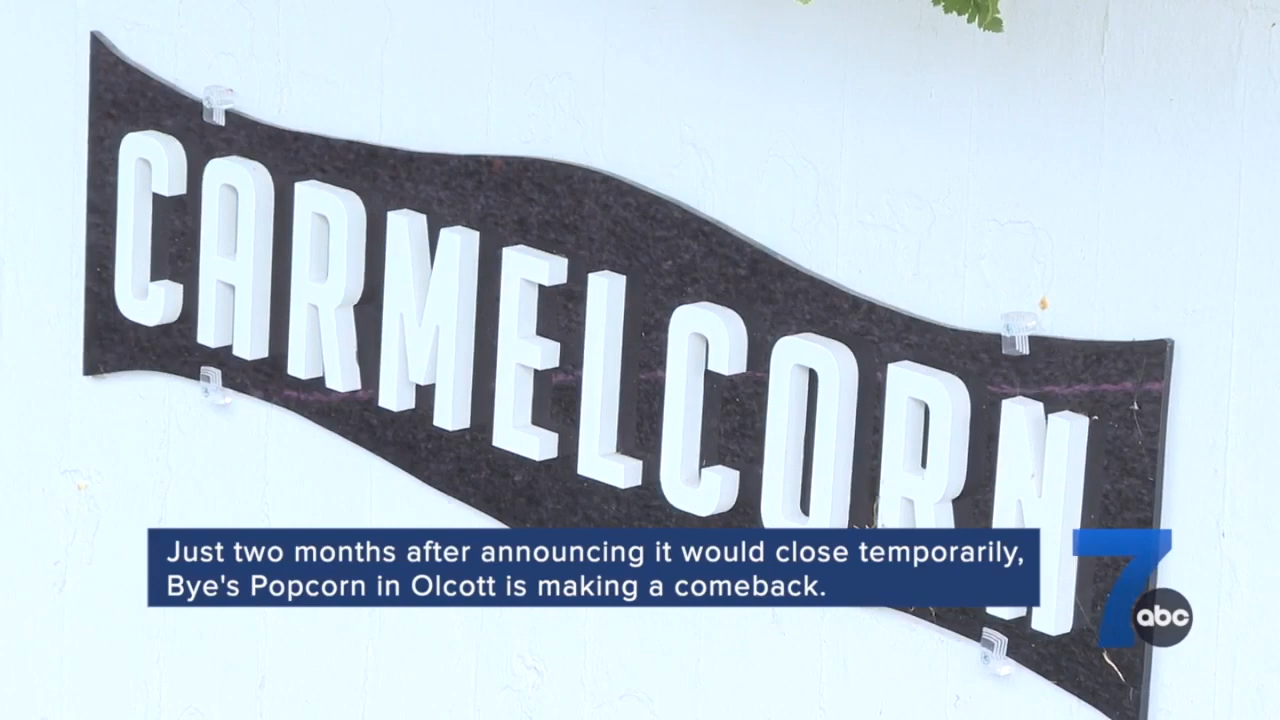 CARMELCORN
Just two months after announcing it would close temporarily,
Bye's Popcorn in Olcott is making a comeback.
7
abc